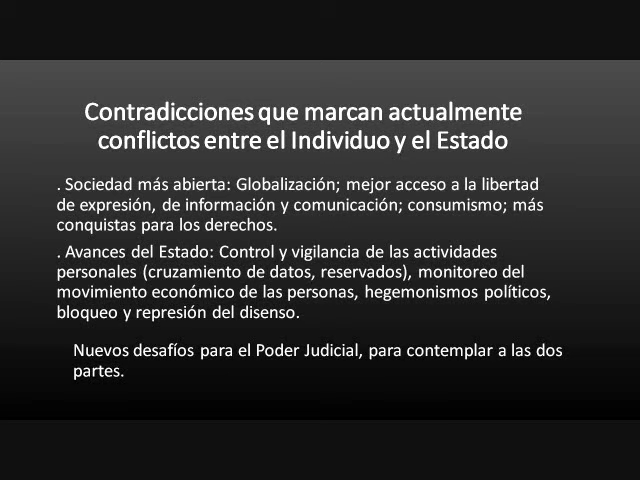 Contradicciones que marcan actualmente
conflictos entre el Individuo y el Estado
. Sociedad más abierta: Globalización; mejor acceso a la libertad
de expresión, de información y comunicación; consumismo; más
conquistas para los derechos.
. Avances del Estado: Control y vigilancia de las actividades
personales (cruzamiento de datos, reservados), monitoreo del
movimiento económico de las personas, hegemonismos políticos,
bloqueo y represión del disenso.
Nuevos desafíos para el Poder Judicial, para contemplar a las dos
partes.